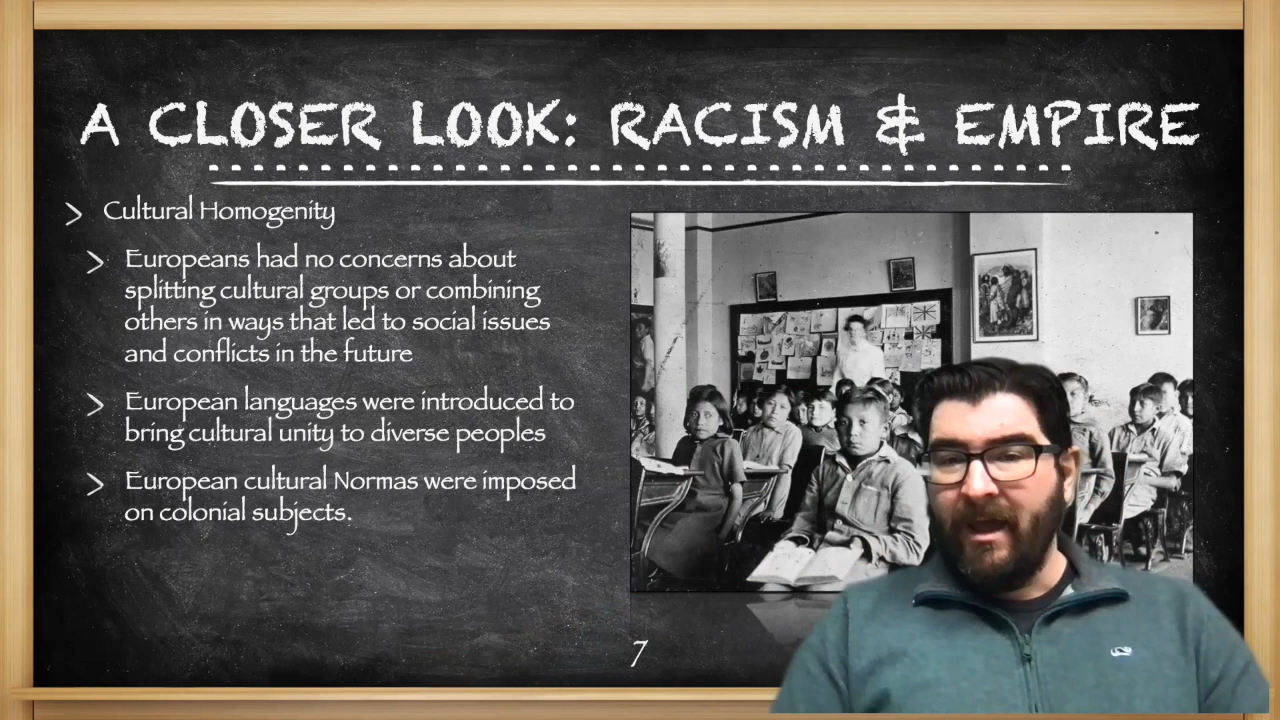 A CLOSER LOOK: RACISM & EMPIRE
Cultural Homogenity
Europeans had no concerns about
splitting cultural groups or combining
others in ways that led to social issues
and conflicts in the future
European languages were introduced to
bring cultural unity to diverse peoples
European cultural Normas were imposed
on colonial subjects.
7